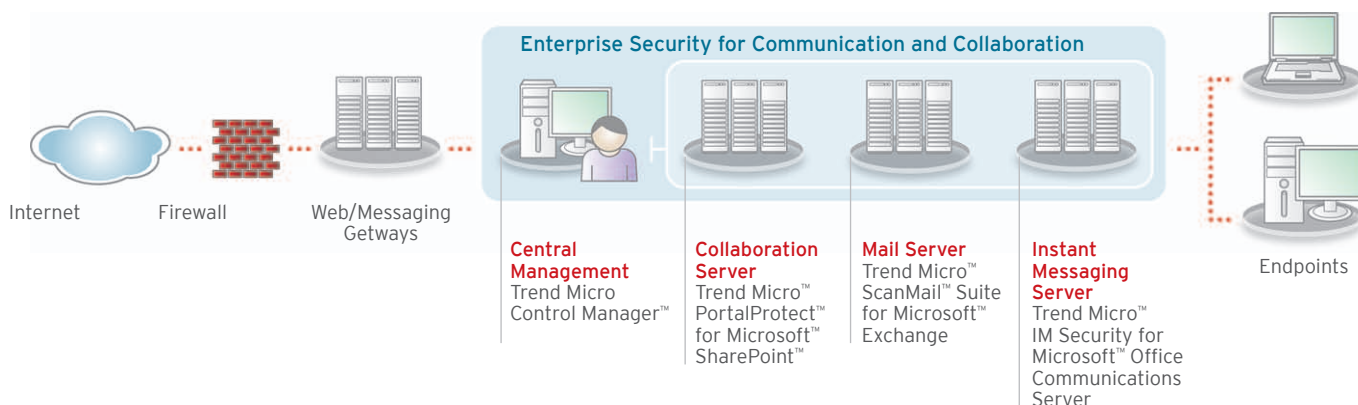 Enterprise Security for Communication and Collaboration
Internet
Firewall
Web/Messaging
Getways
Central
Management
Trend Micro
Control Manager™
Collaboration
Server
Trend Micro™
PortalProtect™
for Microsoft™
SharePoint™
Mail Server
Trend Micro™
ScanMail™ Suite
for Microsoft™
Exchange
Instant
Messaging
Server
Trend Micro™
IM Security for
Microsoft™ Office
Communications
Server
Endpoints